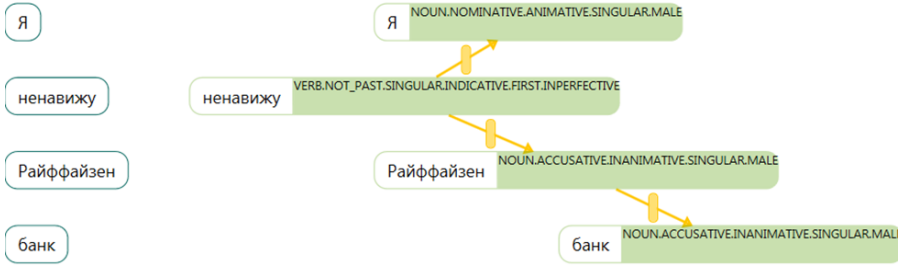 Я Я NOUN.NOMINATIVE.ANIMATIVE.SINGULAR.MALE
ненавижу ненавижу VERB.NOT_PAST.SINGULAR.INDICATIVE.FIRST.INPERFECTIVE
Райффайзен Райффайзен NOUN.ACCUSATIVE.INANIMATIVE.SINGULAR.MALE
банк банк NOUN.ACCUSATIVE.INANIMATIVE.SINGULAR.MALE